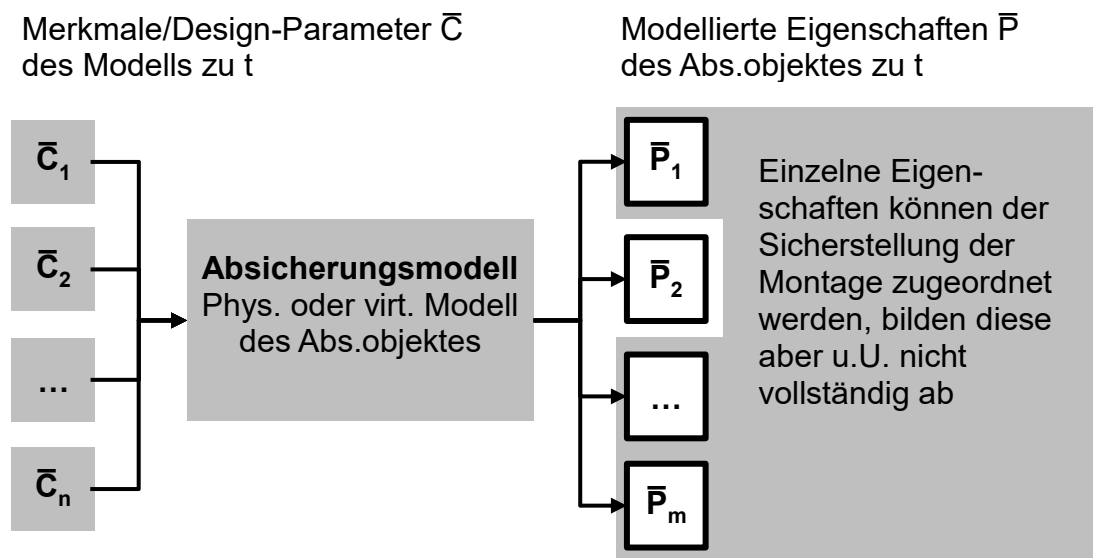 Merkmale/Design-Parameter C̅
des Modells zu t
Modellierte Eigenschaften P̅
des Abs.objektes zu t
C̅₁
C̅₂
...
C̅ₙ
Absicherungsmodell
Phys. oder virt. Modell
des Abs.objektes
P̅₁
P̅₂
...
P̅ₘ
Einzelne Eigen-
schaften können der
Sicherstellung der
Montage zugeordnet
werden, bilden diese
aber u.U. nicht
vollständig ab